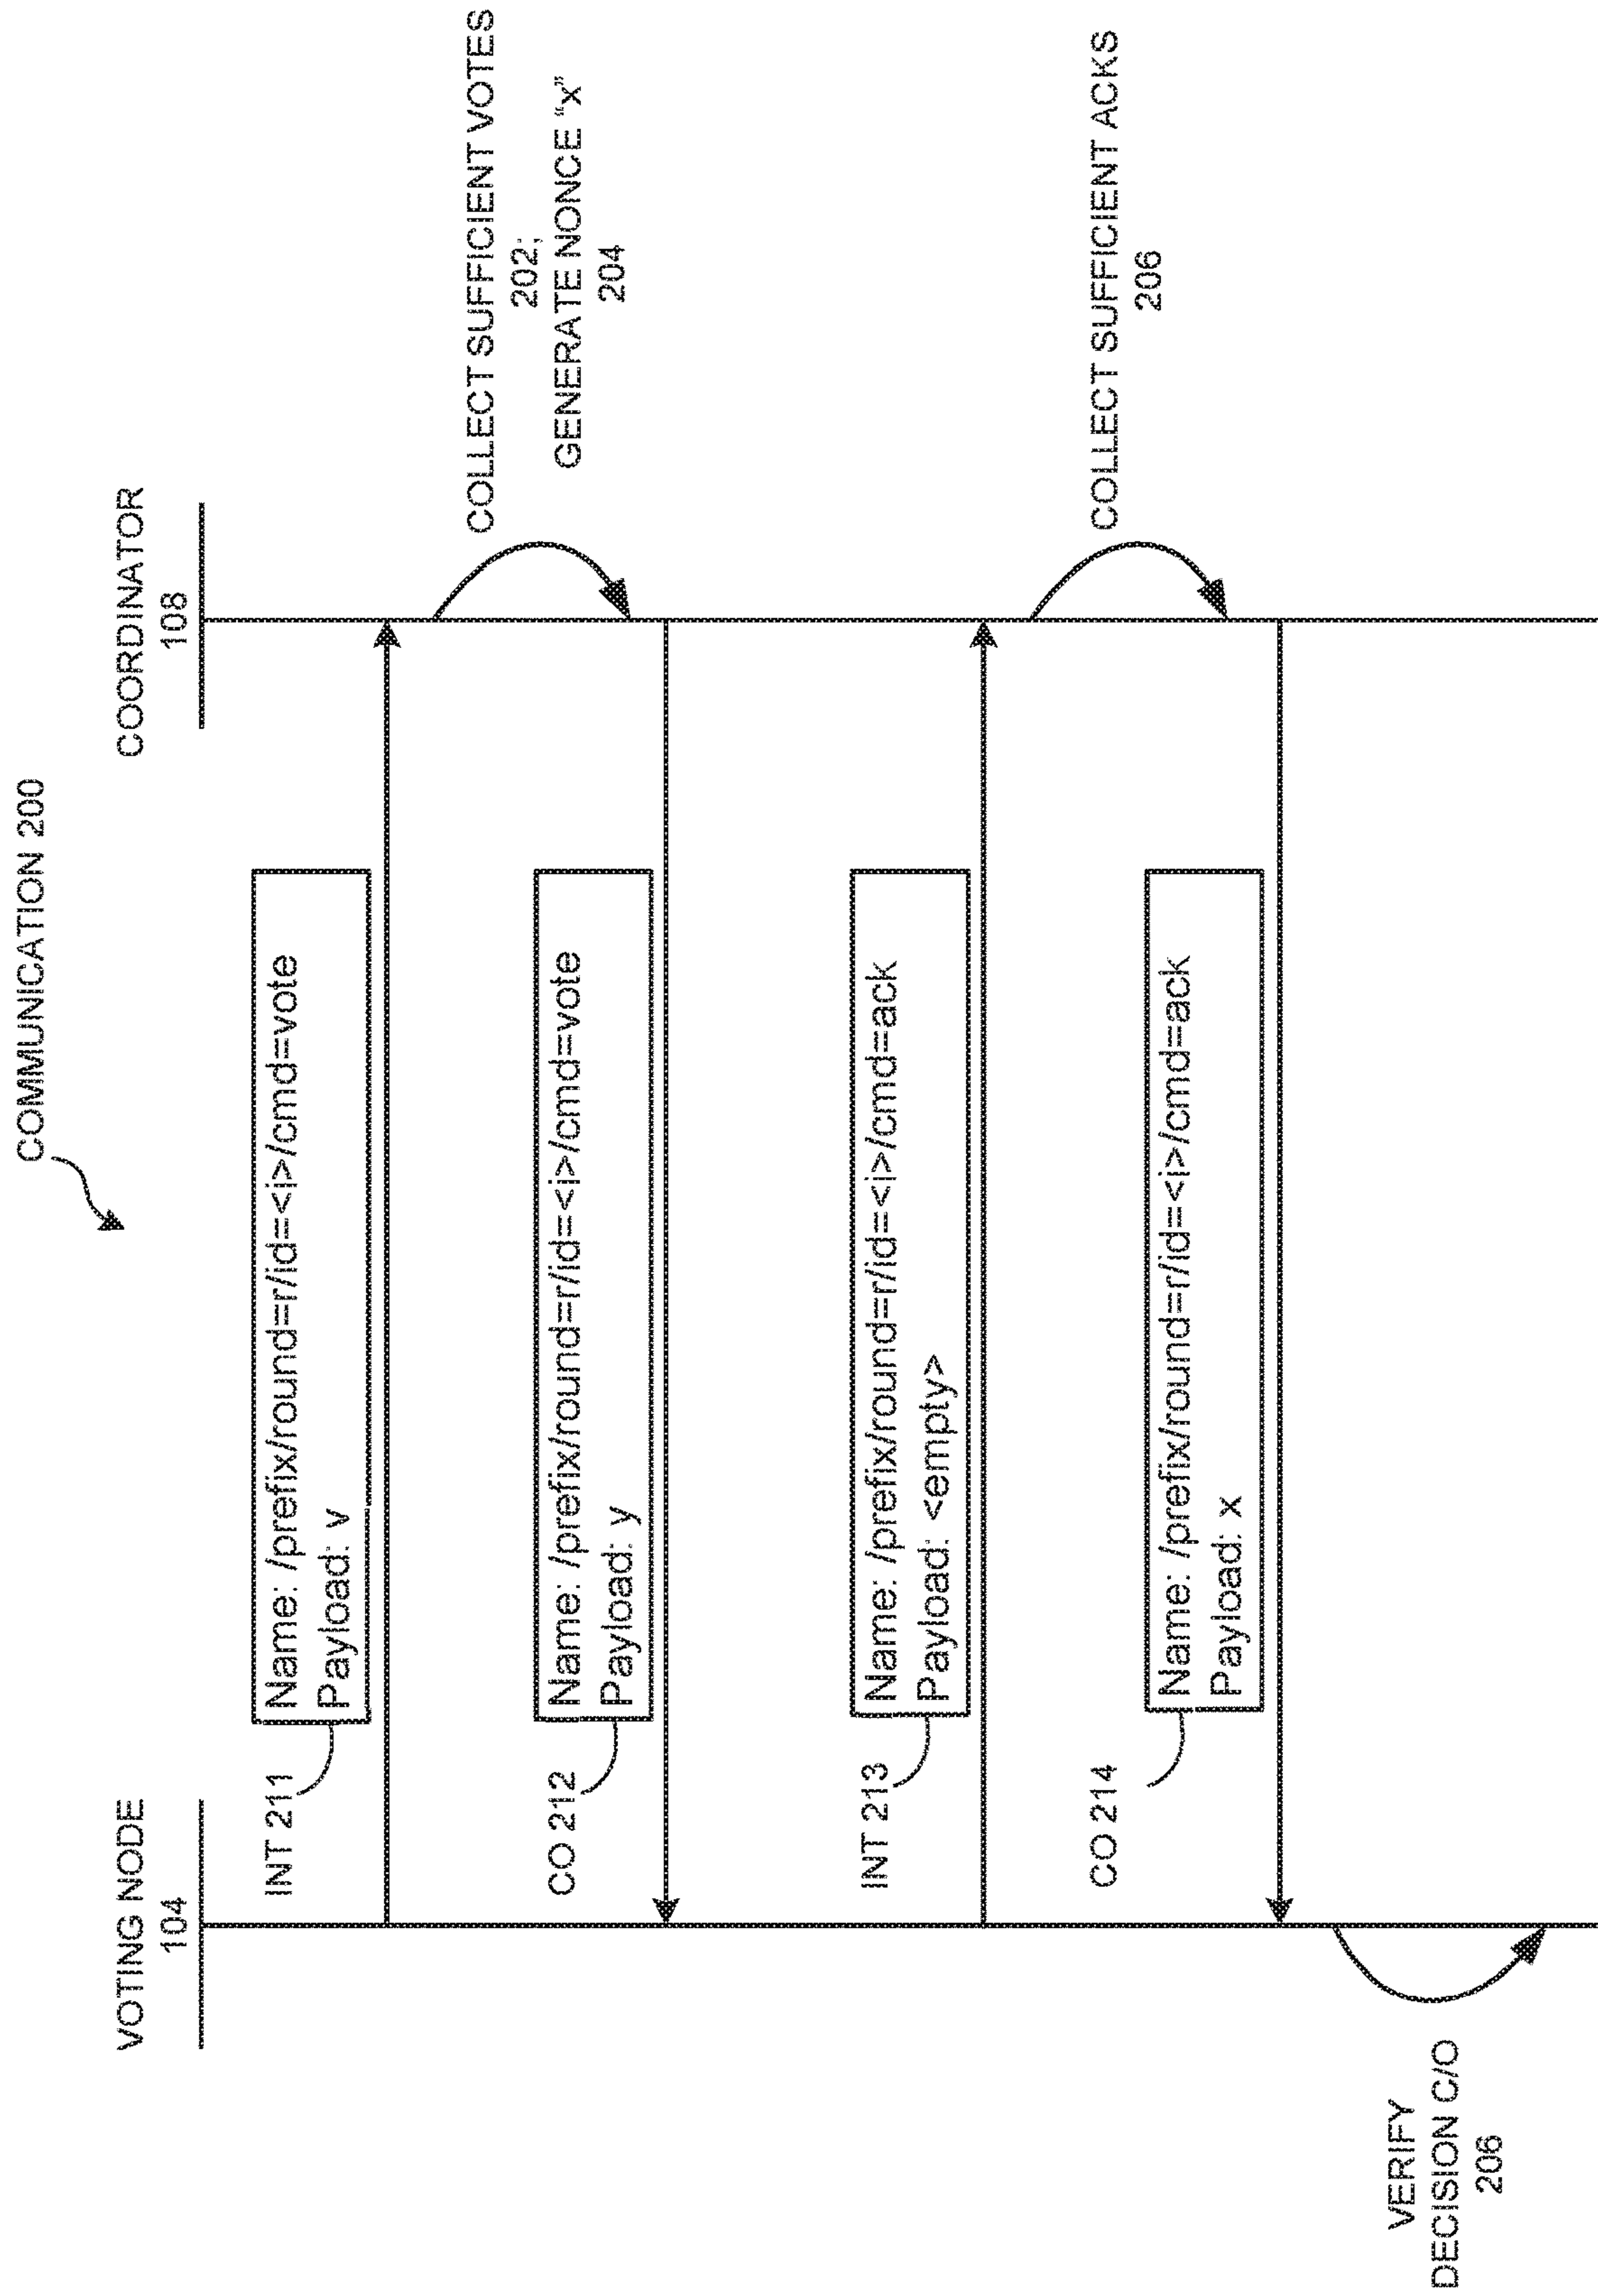 COMMUNICATION 200
VOTING NODE
104
COORDINATOR
108
INT 211
Name: /prefix/round=r/id=<i>/cmd=vote
Payload: v
COLLECT SUFFICIENT VOTES
202;
GENERATE NONCE “x”
204
CO 212
Name: /prefix/round=r/id=<i>/cmd=vote
Payload: y
INT 213
Name: /prefix/round=r/id=<i>/cmd=ack
Payload: <empty>
COLLECT SUFFICIENT ACKS
206
CO 214
Name: /prefix/round=r/id=<i>/cmd=ack
Payload: x
VERIFY
DECISION C/O
206